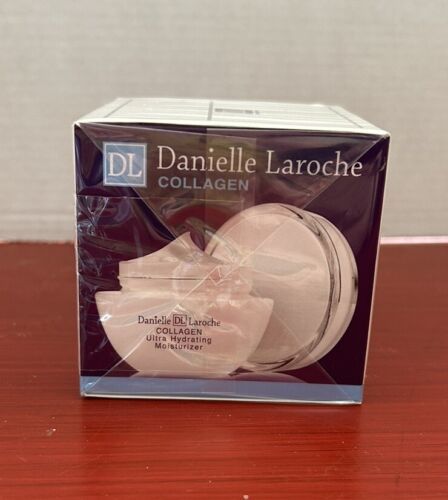 DL Danielle Laroche
COLLAGEN
Danielle DL Laroche
COLLAGEN
Ultra Hydrating
Moisturizer